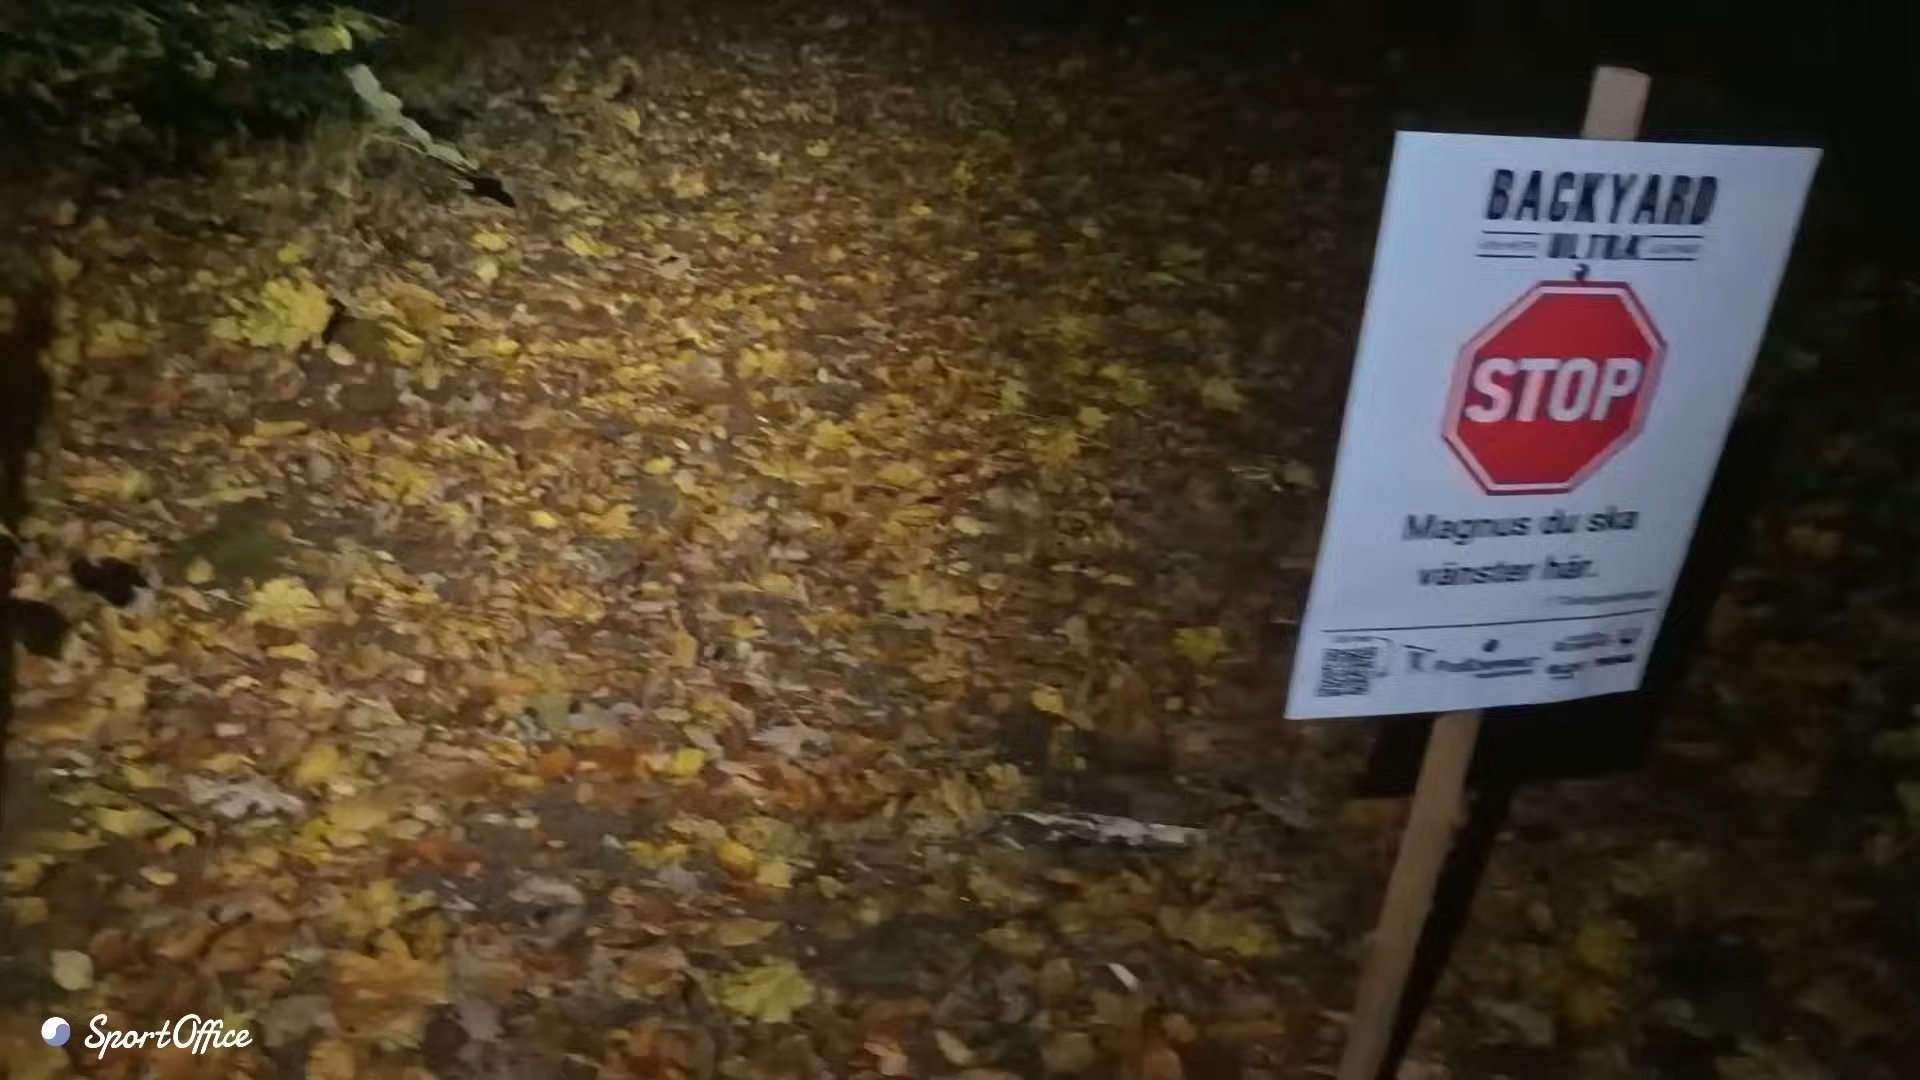 BACKYARD
ULTRA
STOP
Magnus du ska
vänster här.
SportOffice